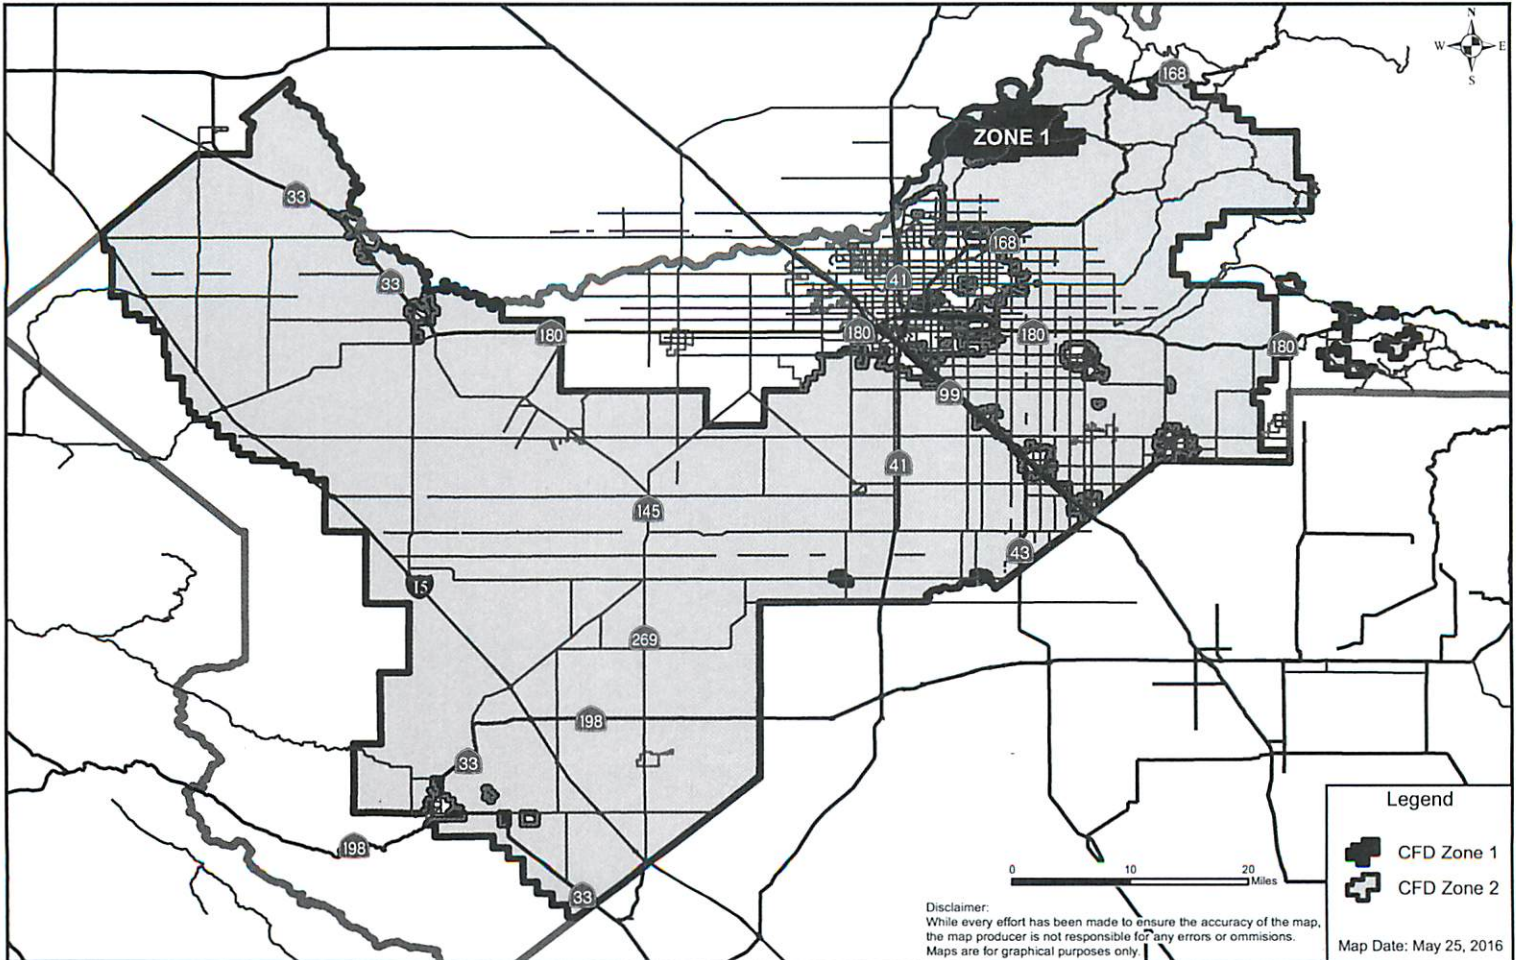 N
W E
S
168
ZONE 1
33
168
33
41
180
180
180
180
99
41
145
43
15
269
198
33
198
33
Legend
CFD Zone 1
CFD Zone 2
Map Date: May 25, 2016
0 10 20
Miles
Disclaimer:
While every effort has been made to ensure the accuracy of the map,
the map producer is not responsible for any errors or ommisions.
Maps are for graphical purposes only.